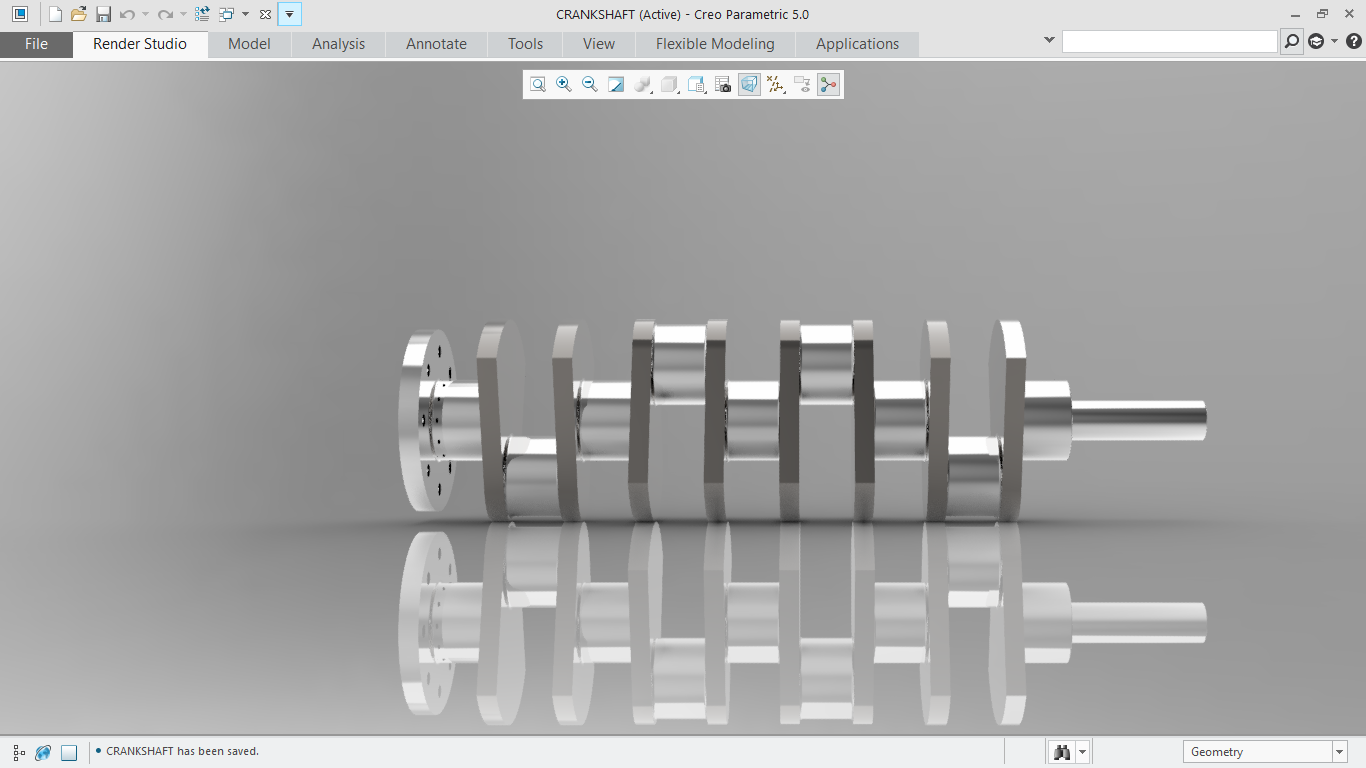 CRANKSHAFT (Active) - Creo Parametric 5.0
File Render Studio Model Analysis Annotate Tools View Flexible Modeling Applications
CRANKSHAFT has been saved.
Geometry